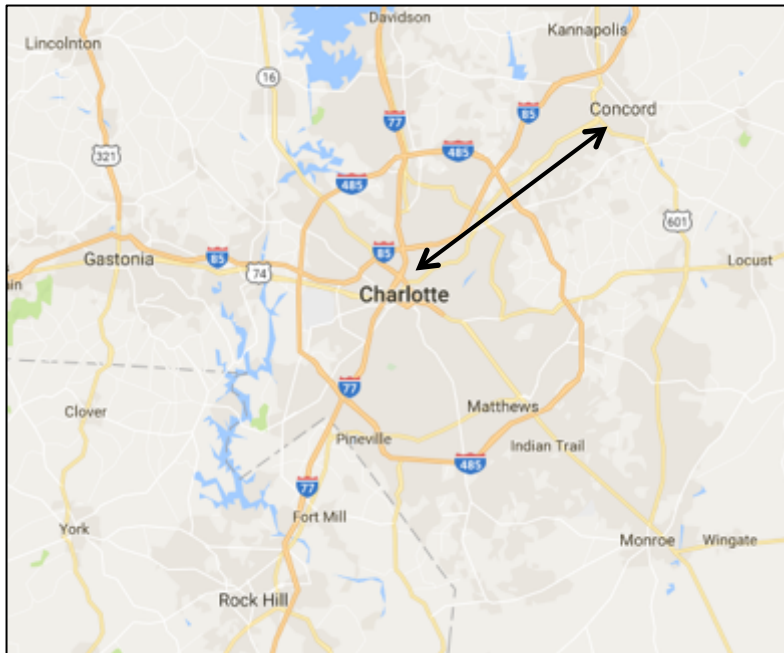 Davidson
Kannapolis
Lincolnton
16
Concord
77
85
485
321
485
601
Gastonia
85
85
74
Locust
Charlotte
77
Clover
Matthews
Pineville
Indian Trail
485
77
Fort Mill
York
Monroe
Wingate
Rock Hill